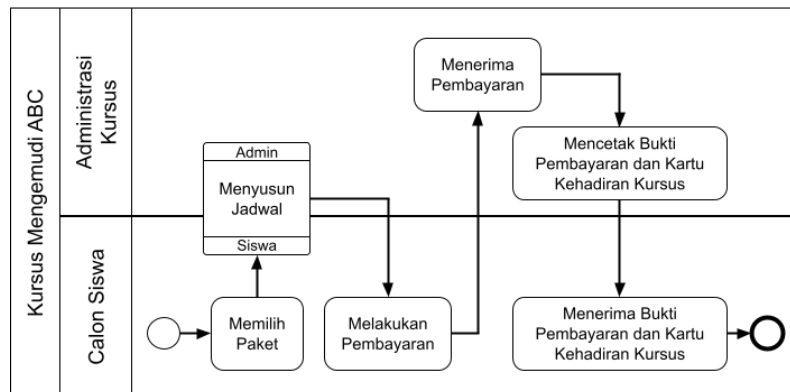 Kursus Mengemudi ABC
Administrasi
Kursus
Menerima
Pembayaran
Mencetak Bukti
Pembayaran dan Kartu
Kehadiran Kursus
Admin
Menyusun
Jadwal
Siswa
Calon Siswa
Memilih
Paket
Melakukan
Pembayaran
Menerima Bukti
Pembayaran dan Kartu
Kehadiran Kursus